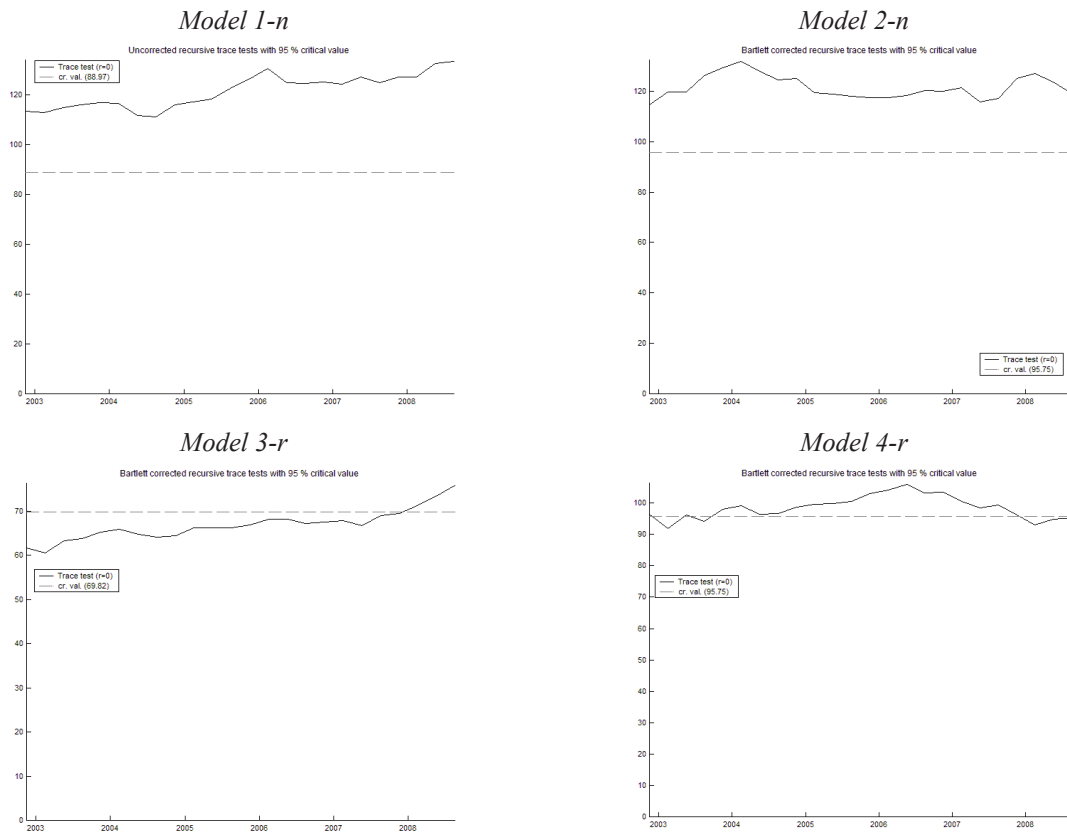 Model 1-n
Uncorrected recursive trace tests with 95 % critical value
Trace test (r=0)
cr. val. (88.97)
120
100
80
60
40
20
0
2003 2004 2005 2006 2007 2008
Model 2-n
Bartlett corrected recursive trace tests with 95 % critical value
120
100
80
60
40
20
0
Trace test (r=0)
cr. val. (95.75)
2003 2004 2005 2006 2007 2008
Model 3-r
Bartlett corrected recursive trace tests with 95 % critical value
70
60
Trace test (r=0)
cr. val. (69.82)
50
40
30
20
10
0
2003 2004 2005 2006 2007 2008
Model 4-r
Bartlett corrected recursive trace tests with 95 % critical value
100
90
80
Trace test (r=0)
cr. val. (95.75)
70
60
50
40
30
20
10
0
2003 2004 2005 2006 2007 2008